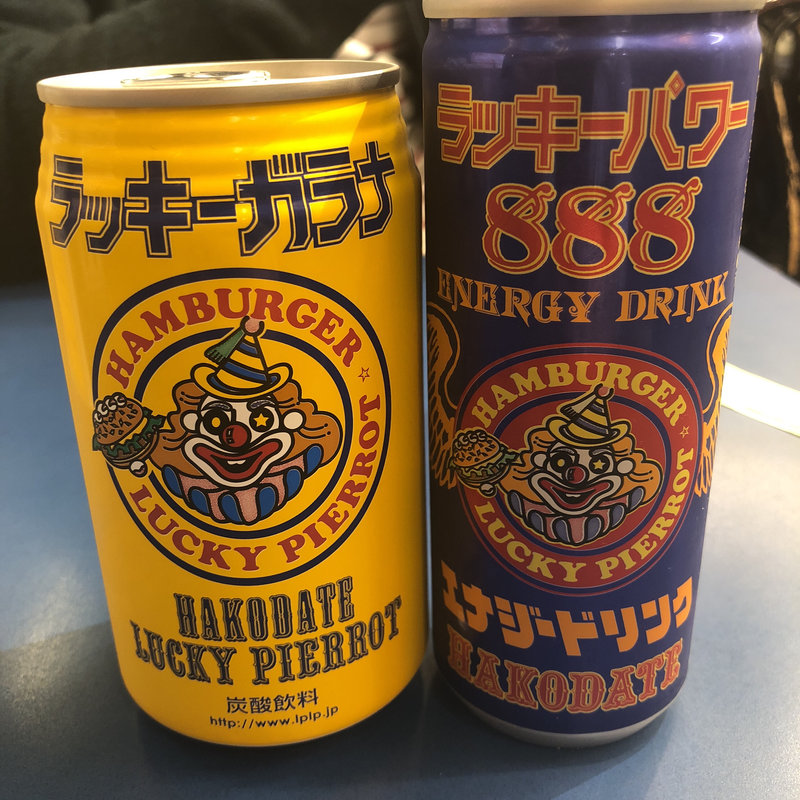 ラッキーガラナ
HAMBURGER
LUCKY PIERROT
HAKODATE
LUCKY PIERROT
炭酸飲料
http://www.lplp.jp
ラッキーパワー
888
ENERGY DRINK
HAMBURGER
LUCKY PIERROT
エナジードリンク
HAKODATE